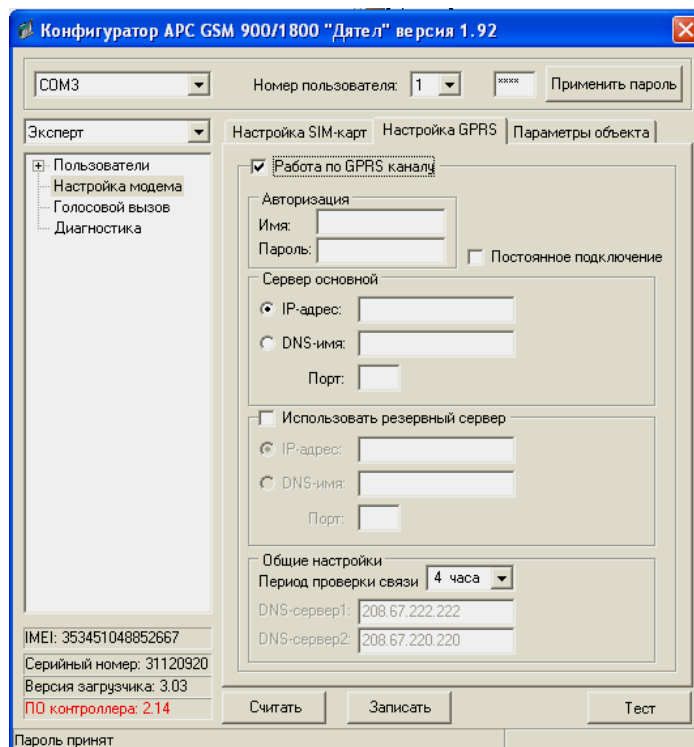 Конфигуратор АРС GSM 900/1800 "Дятел" версия 1.92
COM3 Номер пользователя: 1 **** Применить пароль
Эксперт
Настройка SIM-карт Настройка GPRS Параметры объекта
Пользователи
Настройка модема
Голосовой вызов
Диагностика
Работа по GPRS каналу
Авторизация
Имя:
Пароль:
Постоянное подключение
Сервер основной
IP-адрес:
DNS-имя:
Порт:
Использовать резервный сервер
IP-адрес:
DNS-имя:
Порт:
Общие настройки
Период проверки связи 4 часа
DNS-сервер1: 208.67.222.222
DNS-сервер2: 208.67.220.220
IMEI: 353451048852667
Серийный номер: 31120920
Версия загрузчика: 3.03
ПО контроллера: 2.14
Считать Записать Тест
Пароль принят